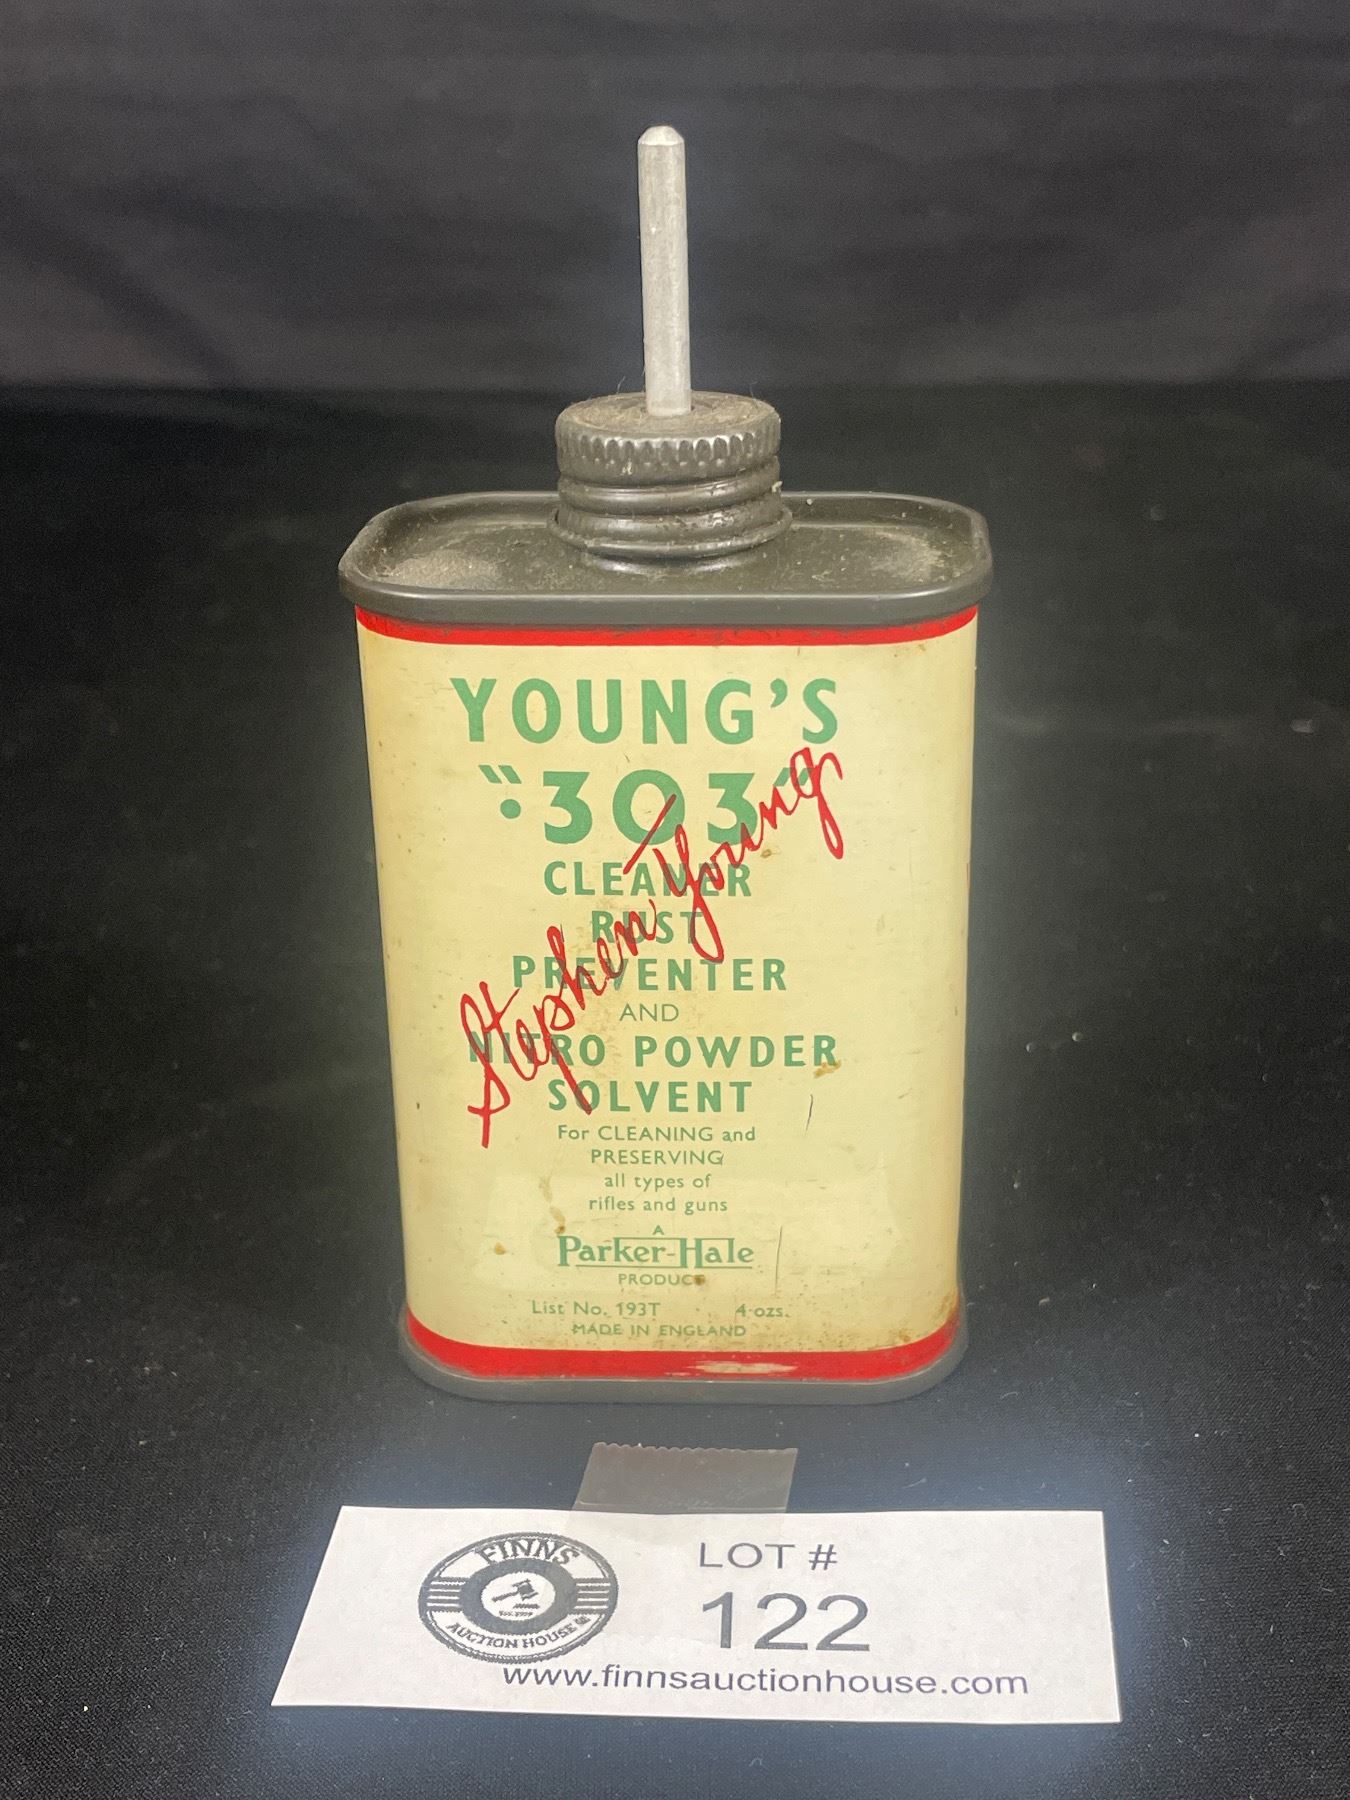 YOUNG'S
"·303"
CLEANER
RUST
PREVENTER
AND
NITRO POWDER
SOLVENT
Stephen Young
For CLEANING and
PRESERVING
all types of
rifles and guns
A
Parker-Hale
PRODUCT
List No. 193T 4 ozs.
MADE IN ENGLAND
FINNS
AUCTION HOUSE
LOT #
122
www.finnsauctionhouse.com